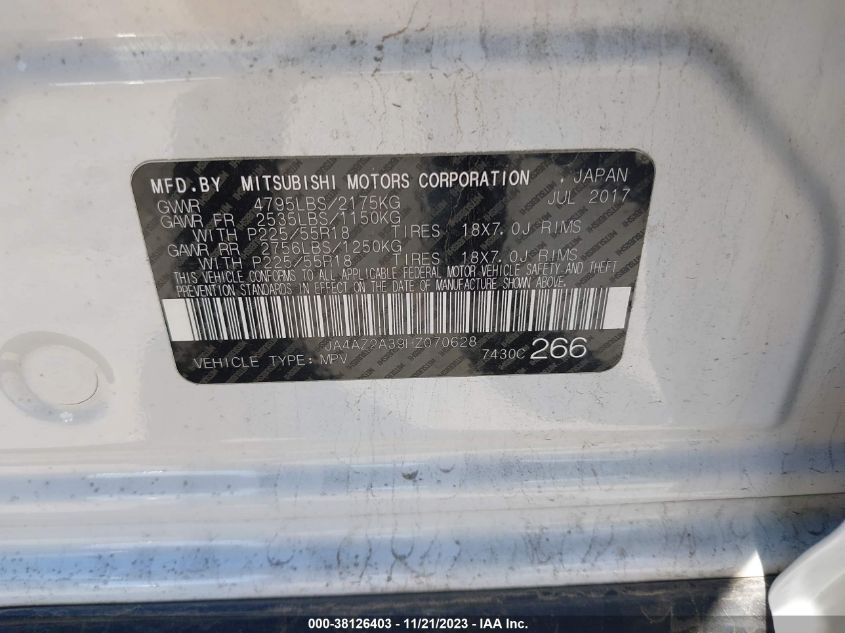 MFD.BY MITSUBISHI MOTORS CORPORATION , JAPAN
GVWR 4795LBS/2175KG JUL 2017
GAWR FR 2535LBS/1150KG
WITH P225/55R18 TIRES 18X7.0J RIMS
GAWR RR 2756LBS/1250KG
WITH P225/55R18 TIRES 18X7.0J RIMS
THIS VEHICLE CONFORMS TO ALL APPLICABLE FEDERAL MOTOR VEHICLE SAFETY AND THEFT
PREVENTION STANDARDS IN EFFECT ON THE DATE OF MANUFACTURE SHOWN ABOVE.
JA4AZ2A39HZ070628
VEHICLE TYPE: MPV 7430C 266
000-38126403 - 11/21/2023 - IAA Inc.